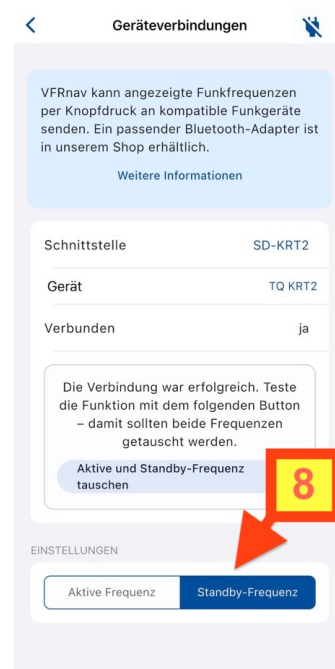 Geräteverbindungen
VFRnav kann angezeigte Funkfrequenzen
per Knopfdruck an kompatible Funkgeräte
senden. Ein passender Bluetooth-Adapter ist
in unserem Shop erhältlich.
Weitere Informationen
Schnittstelle SD-KRT2
Gerät TQ KRT2
Verbunden ja
Die Verbindung war erfolgreich. Teste
die Funktion mit dem folgenden Button
– damit sollten beide Frequenzen
getauscht werden.
Aktive und Standby-Frequenz
tauschen
8
EINSTELLUNGEN
Aktive Frequenz Standby-Frequenz